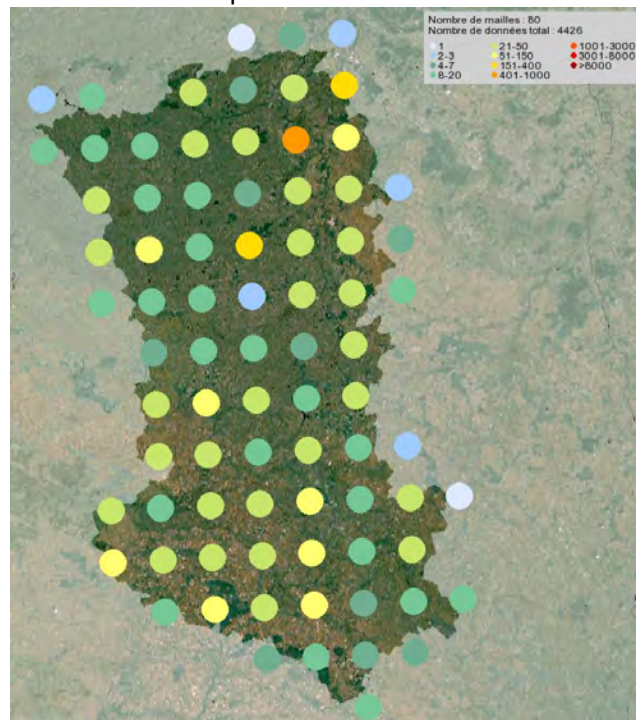 Nombre de mailles : 80
Nombre de données total : 4426
1 21-50 1001-3000
2-3 51-150 3001-8000
4-7 151-400 >8000
8-20 401-1000